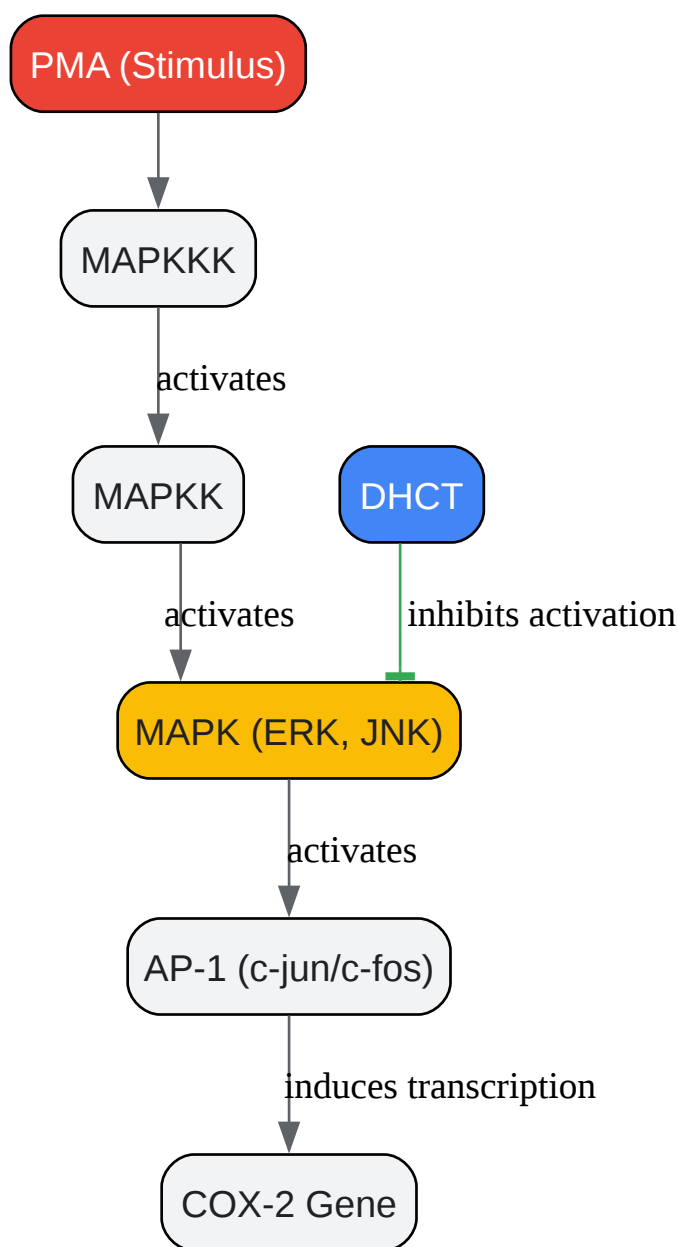 PMA (Stimulus)
MAPKKK
activates
MAPKK
DHCT
activates
inhibits activation
MAPK (ERK, JNK)
activates
AP-1 (c-jun/c-fos)
induces transcription
COX-2 Gene